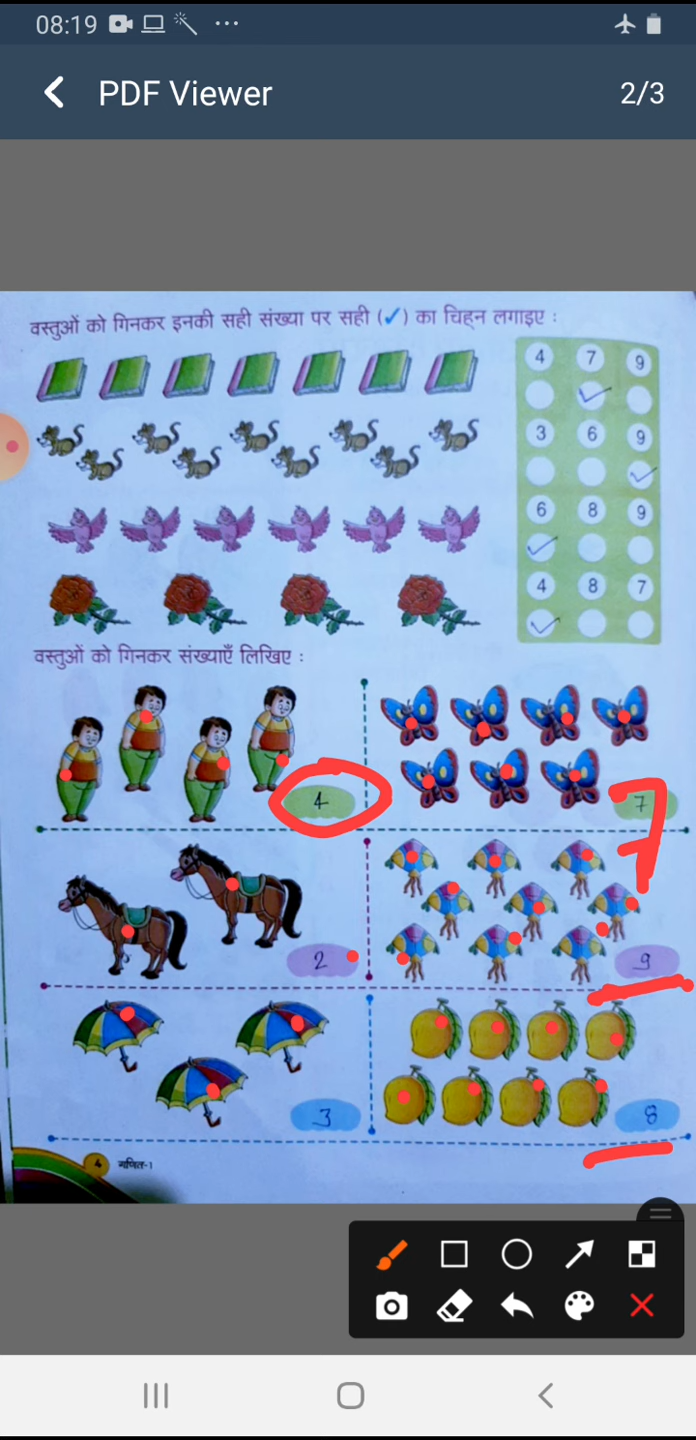 08:19
PDF Viewer 2/3
वस्तुओं को गिनकर इनकी सही संख्या पर सही (✓) का चिह्न लगाइए :
4 7 9
3 6 9
6 8 9
4 8 7
वस्तुओं को गिनकर संख्याएँ लिखिए :
4 7
7
2 9
3 8
4 गणित-1